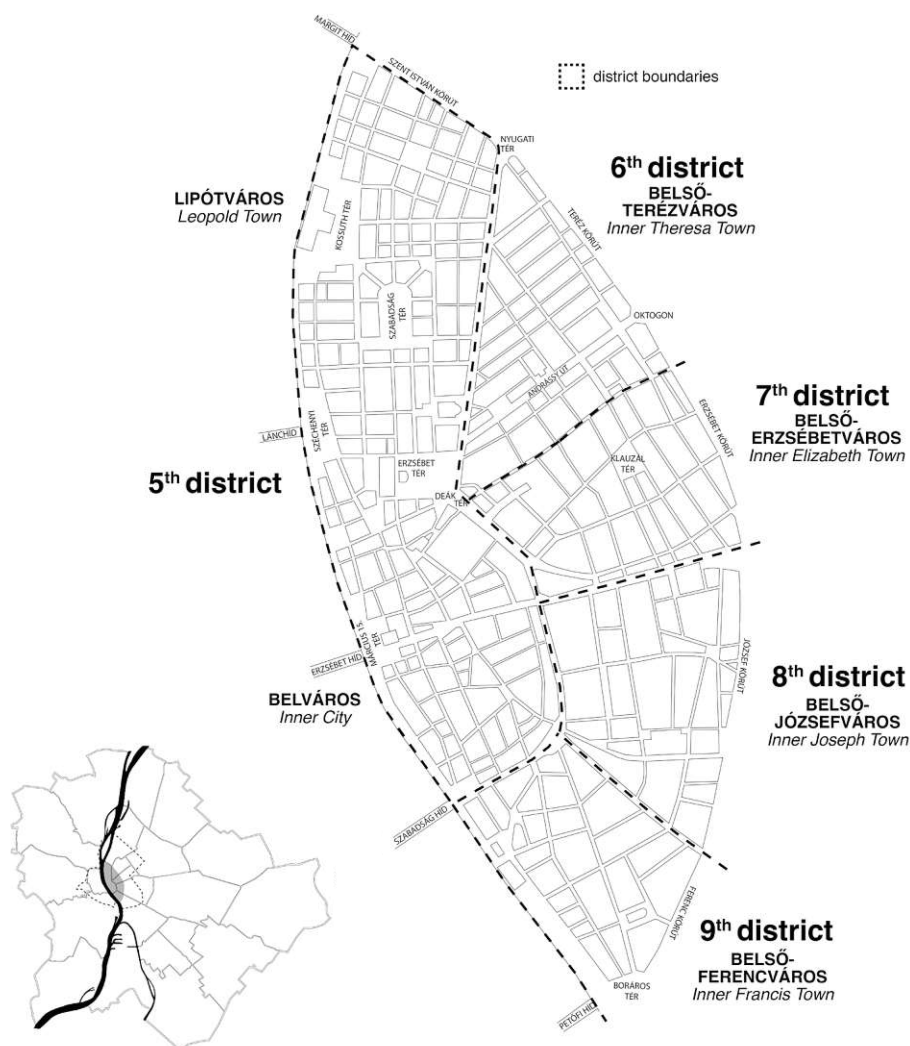 MARGIT HÍD
SZENT ISTVÁN KÖRÚT
district boundaries
NYUGATI
TÉR
6th district
BELSŐ-
TERÉZVÁROS
Inner Theresa Town
LIPÓTVÁROS
Leopold Town
KOSSUTH TÉR
TERÉZ KÖRÚT
SZABADSÁG
TÉR
OKTOGON
ANDRÁSSY ÚT
7th district
BELSŐ-
ERZSÉBETVÁROS
Inner Elizabeth Town
ERZSÉBET KÖRÚT
LÁNCHÍD
SZÉCHENYI
TÉR
KLAUZÁL
TÉR
ERZSÉBET
TÉR
5th district
DEÁK
TÉR
MÁRCIUS 15.
TÉR
ERZSÉBET HÍD
JÓZSEF KÖRÚT
8th district
BELSŐ-
JÓZSEFVÁROS
Inner Joseph Town
BELVÁROS
Inner City
SZABADSÁG HÍD
FERENC KÖRÚT
9th district
BELSŐ-
FERENCVÁROS
Inner Francis Town
BORÁROS
TÉR
PETŐFI HÍD